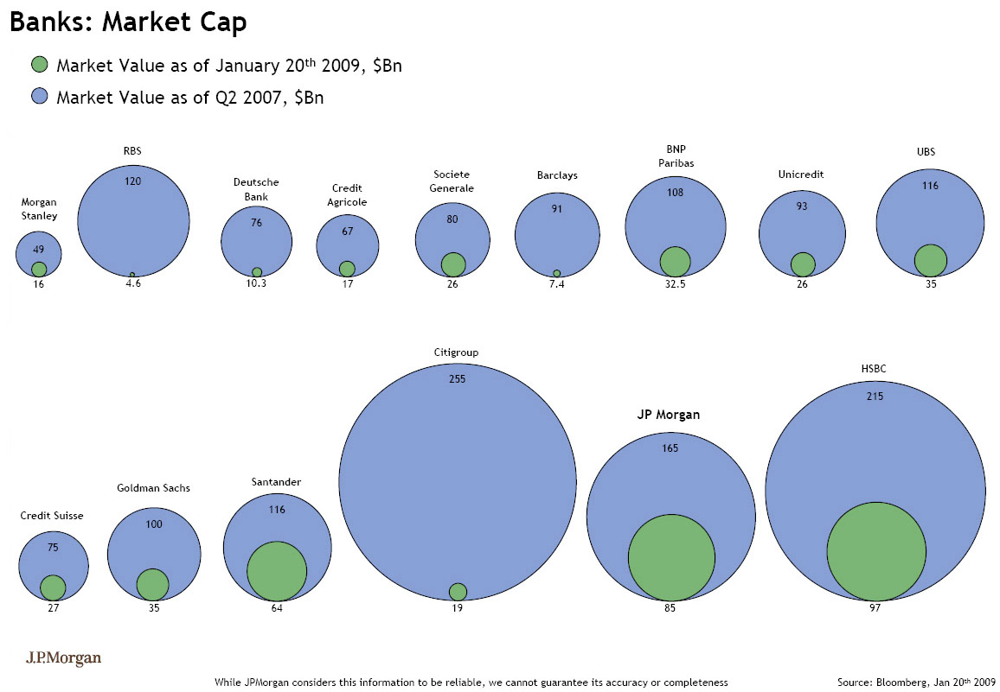 Banks: Market Cap
Market Value as of January 20th 2009, $Bn
Market Value as of Q2 2007, $Bn
Morgan
Stanley
49
16
RBS
120
4.6
Deutsche
Bank
76
10.3
Credit
Agricole
67
17
Societe
Generale
80
26
Barclays
91
7.4
BNP
Paribas
108
32.5
Unicredit
93
26
UBS
116
35
Credit Suisse
75
27
Goldman Sachs
100
35
Santander
116
64
Citigroup
255
19
JP Morgan
165
85
HSBC
215
97
J.P.Morgan
While JPMorgan considers this information to be reliable, we cannot guarantee its accuracy or completeness
Source: Bloomberg, Jan 20th 2009